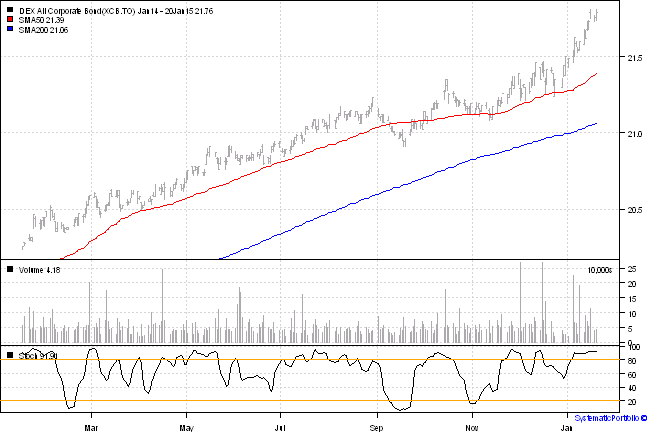 DEX All Corporate Bond(XCB.TO) Jan14 - 20Jan15 21.76
SMA50 21.39
SMA200 21.06
21.5
21.0
20.5
Volume 4.18
10,000s
25
20
15
10
5
0
Stoch 91.91
100
80
60
40
20
Mar May Jul Sep Nov Jan
SystematicPortfolio ©